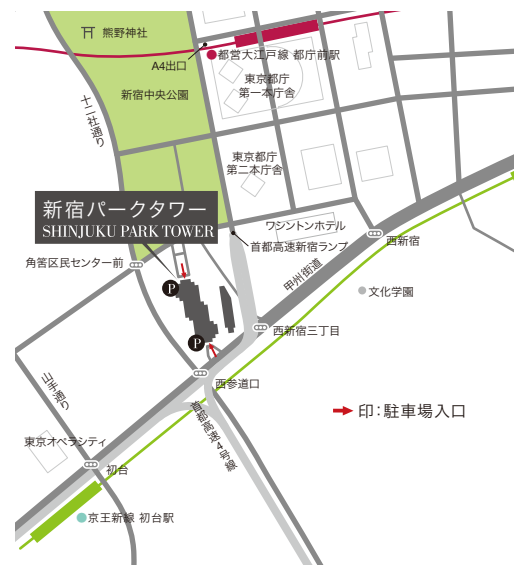 熊野神社
都営大江戸線 都庁前駅
A4出口
東京都庁
第一本庁舎
新宿中央公園
十二社通り
東京都庁
第二本庁舎
新宿パークタワー
SHINJUKU PARK TOWER
ワシントンホテル
首都高速新宿ランプ
西新宿
角筈区民センター前
甲州街道
P
文化学園
P
西新宿三丁目
山手通り
西参道口
首都高速4号線
印：駐車場入口
東京オペラシティ
初台
京王新線 初台駅